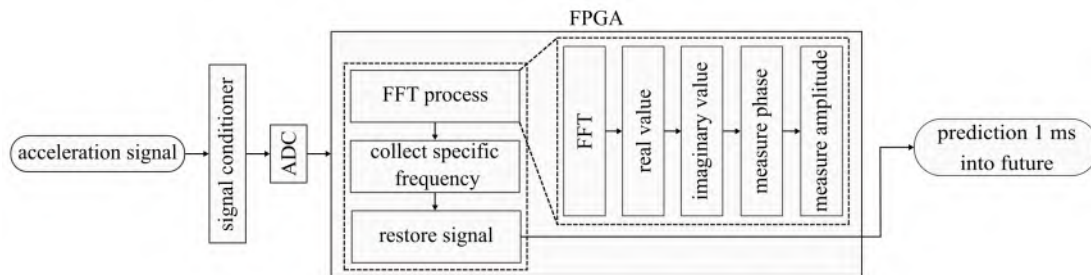 FPGA
acceleration signal
signal conditioner
ADC
FFT process
collect specific
frequency
restore signal
FFT
real value
imaginary value
measure phase
measure amplitude
prediction 1 ms
into future